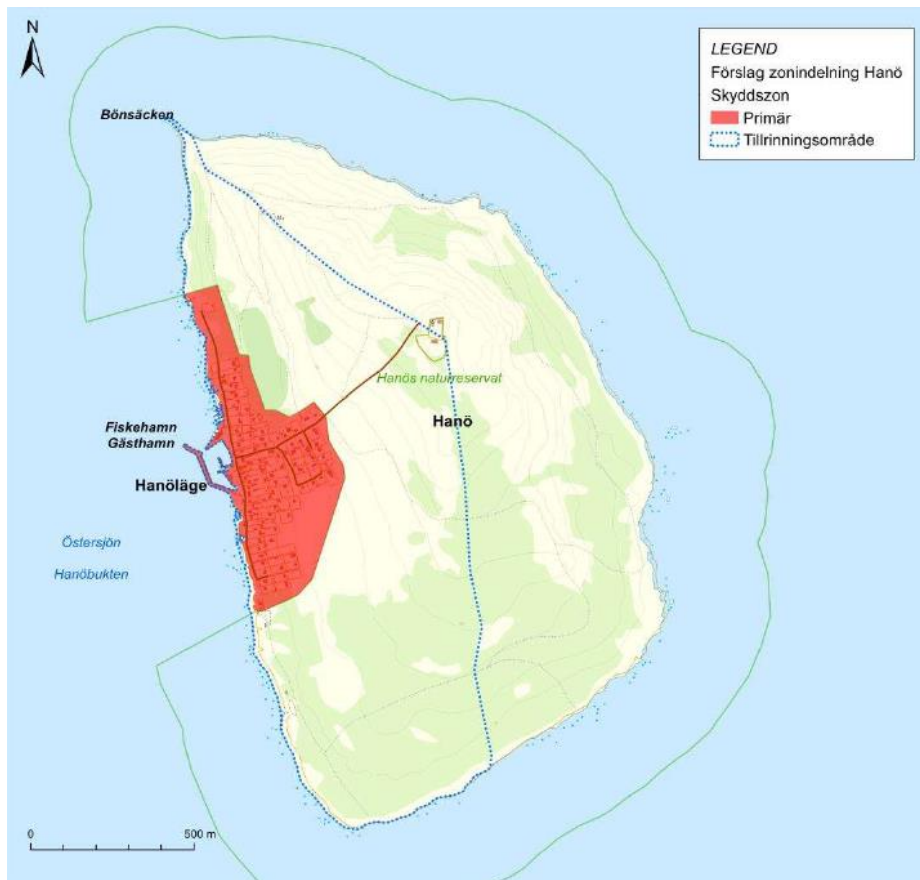 N
LEGEND
Förslag zonindelning Hanö
Skyddszon
Primär
Tillrinningsområde
Bönsäcken
Hanös naturreservat
Hanö
Fiskehamn
Gästhamn
Hanöläge
Östersjön
Hanöbukten
0 500 m